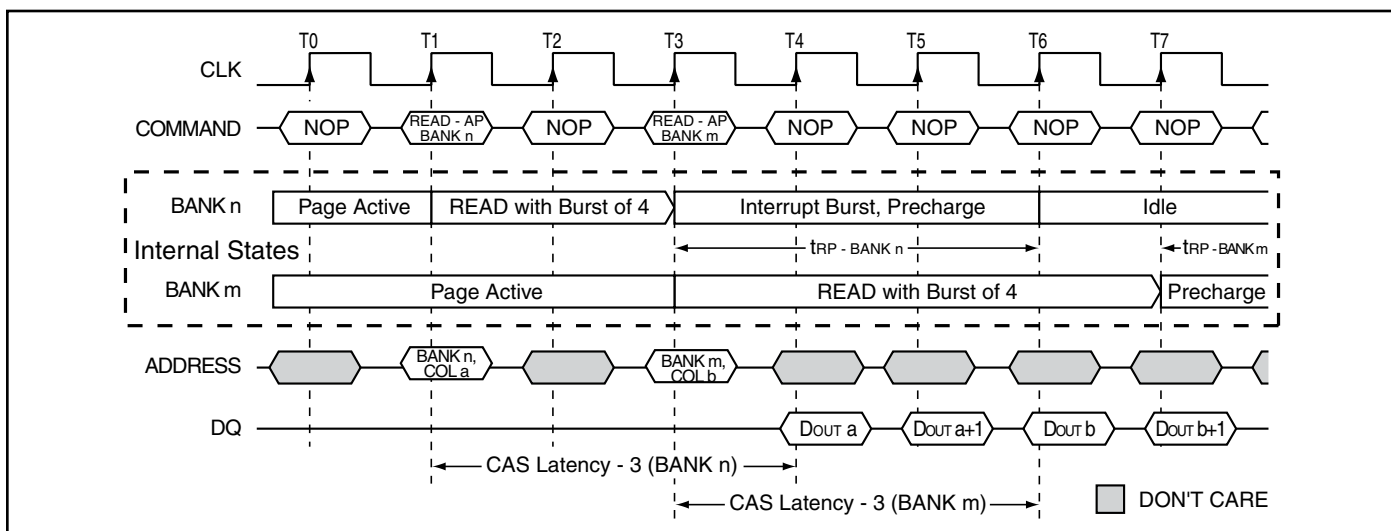 T0 T1 T2 T3 T4 T5 T6 T7
CLK
COMMAND NOP READ - AP BANK n NOP READ - AP BANK m NOP NOP NOP NOP
BANK n Page Active READ with Burst of 4 Interrupt Burst, Precharge Idle
Internal States tRP - BANK n tRP - BANK m
BANK m Page Active READ with Burst of 4 Precharge
ADDRESS BANK n, COL a BANK m, COL b
DQ DOUT a DOUT a+1 DOUT b DOUT b+1
CAS Latency - 3 (BANK n)
CAS Latency - 3 (BANK m) DON'T CARE